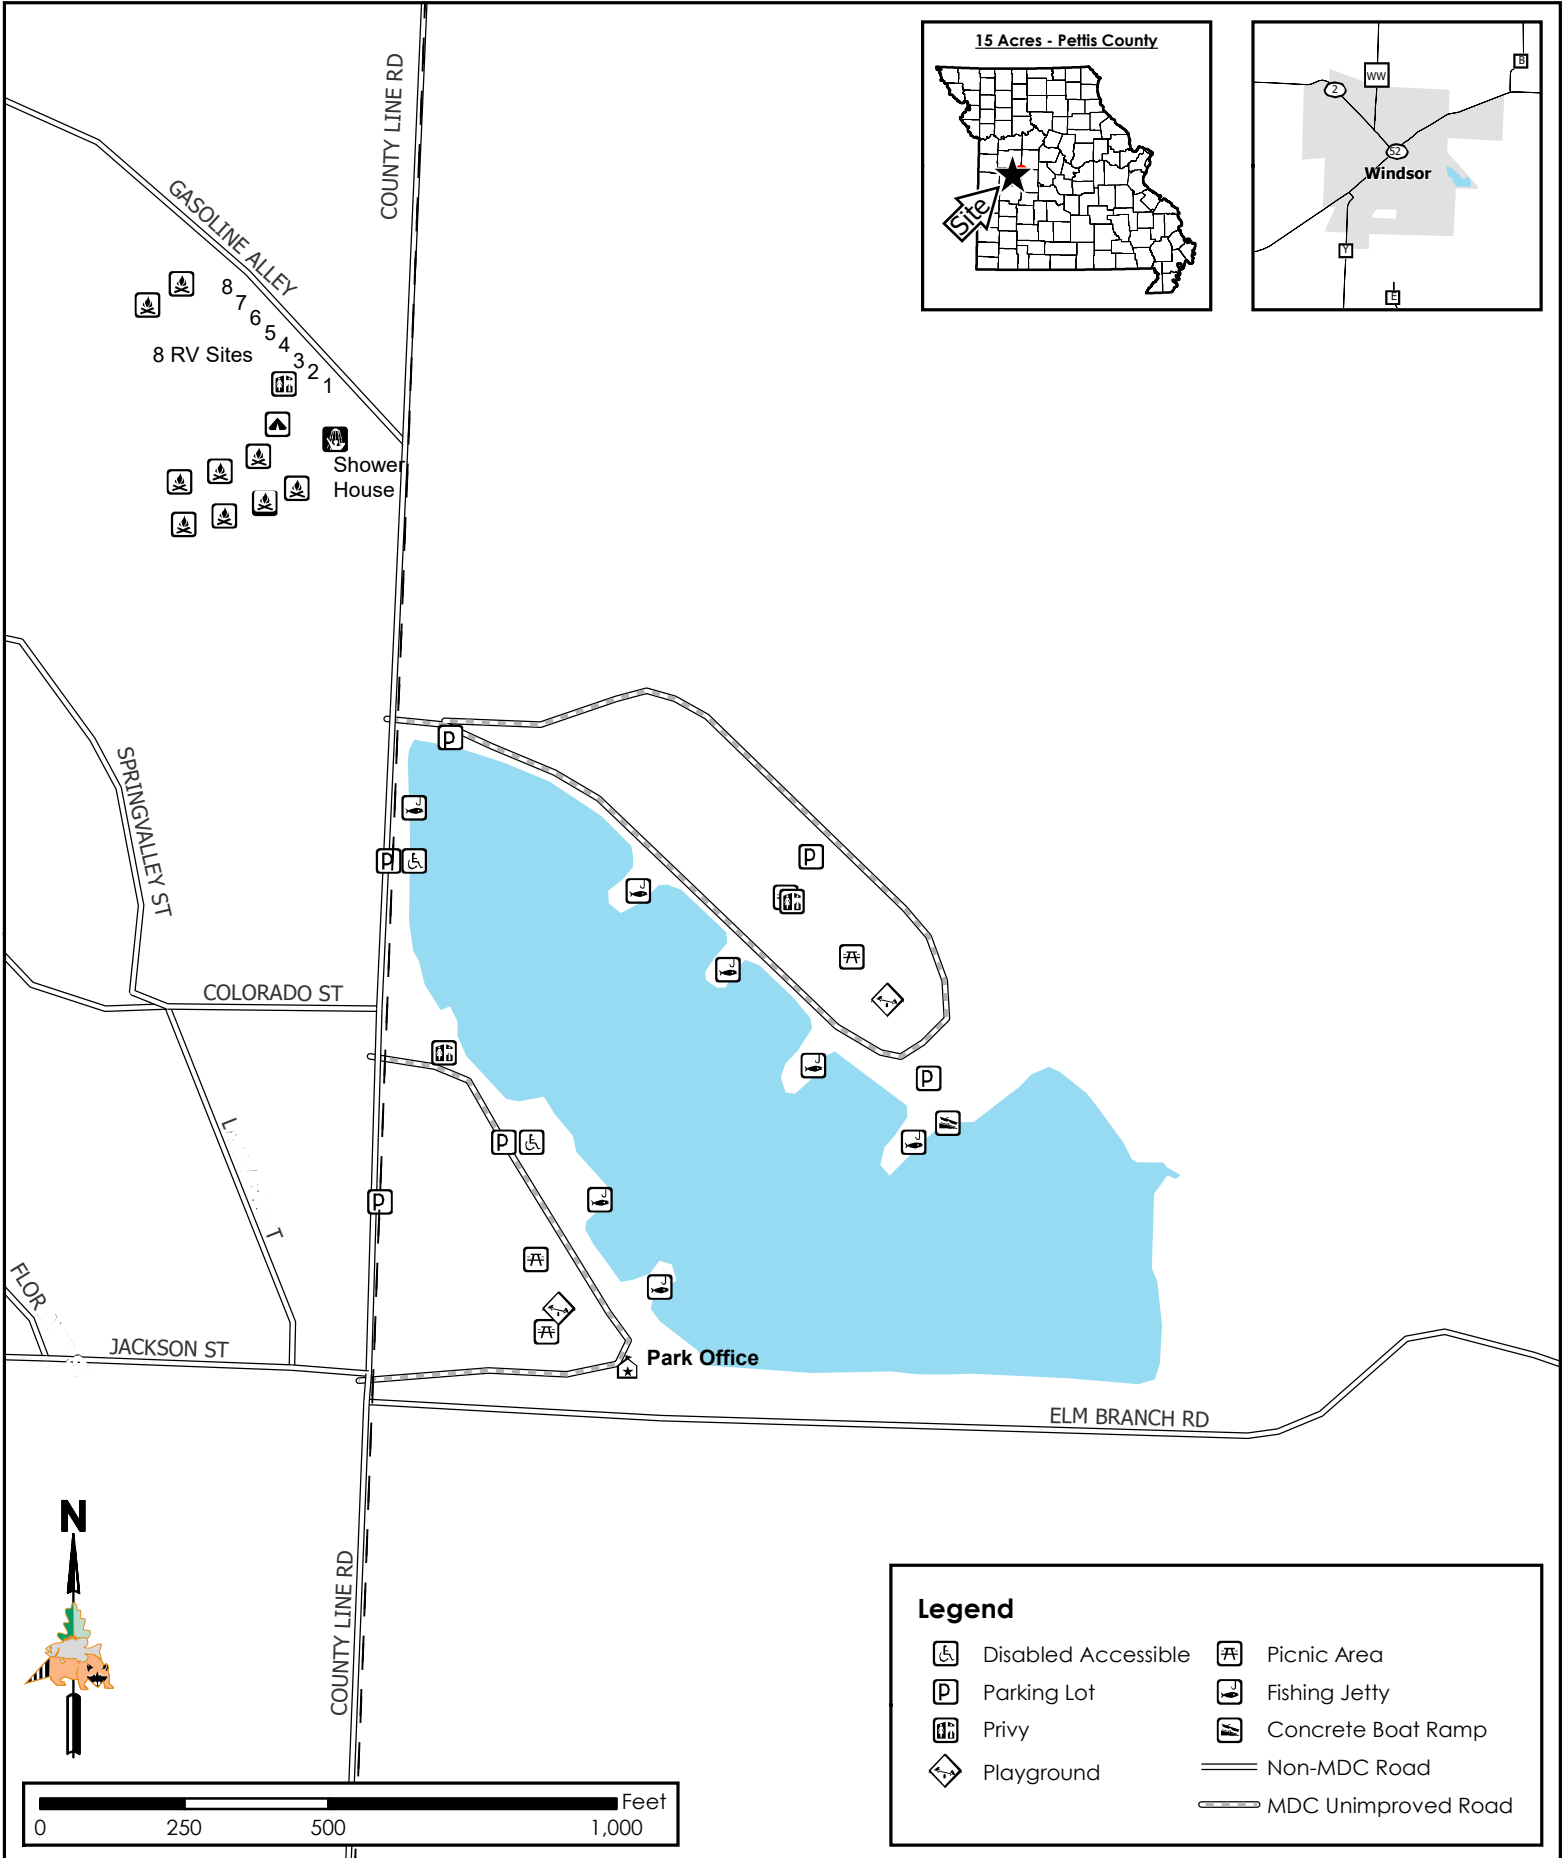 15 Acres - Pettis County
Site
B
WW
2
52
Windsor
Y
E
COUNTY LINE RD
GASOLINE ALLEY
8
7
6
5
4
3
2
1
8 RV Sites
Shower
House
P
P
P
SPRINGVALLEY ST
COLORADO ST
P
P
P
FLOR
JACKSON ST
Park Office
ELM BRANCH RD
COUNTY LINE RD
N
Legend
Disabled Accessible
Picnic Area
P Parking Lot
Fishing Jetty
Privy
Concrete Boat Ramp
Playground
Non-MDC Road
MDC Unimproved Road
Feet
0 250 500 1,000